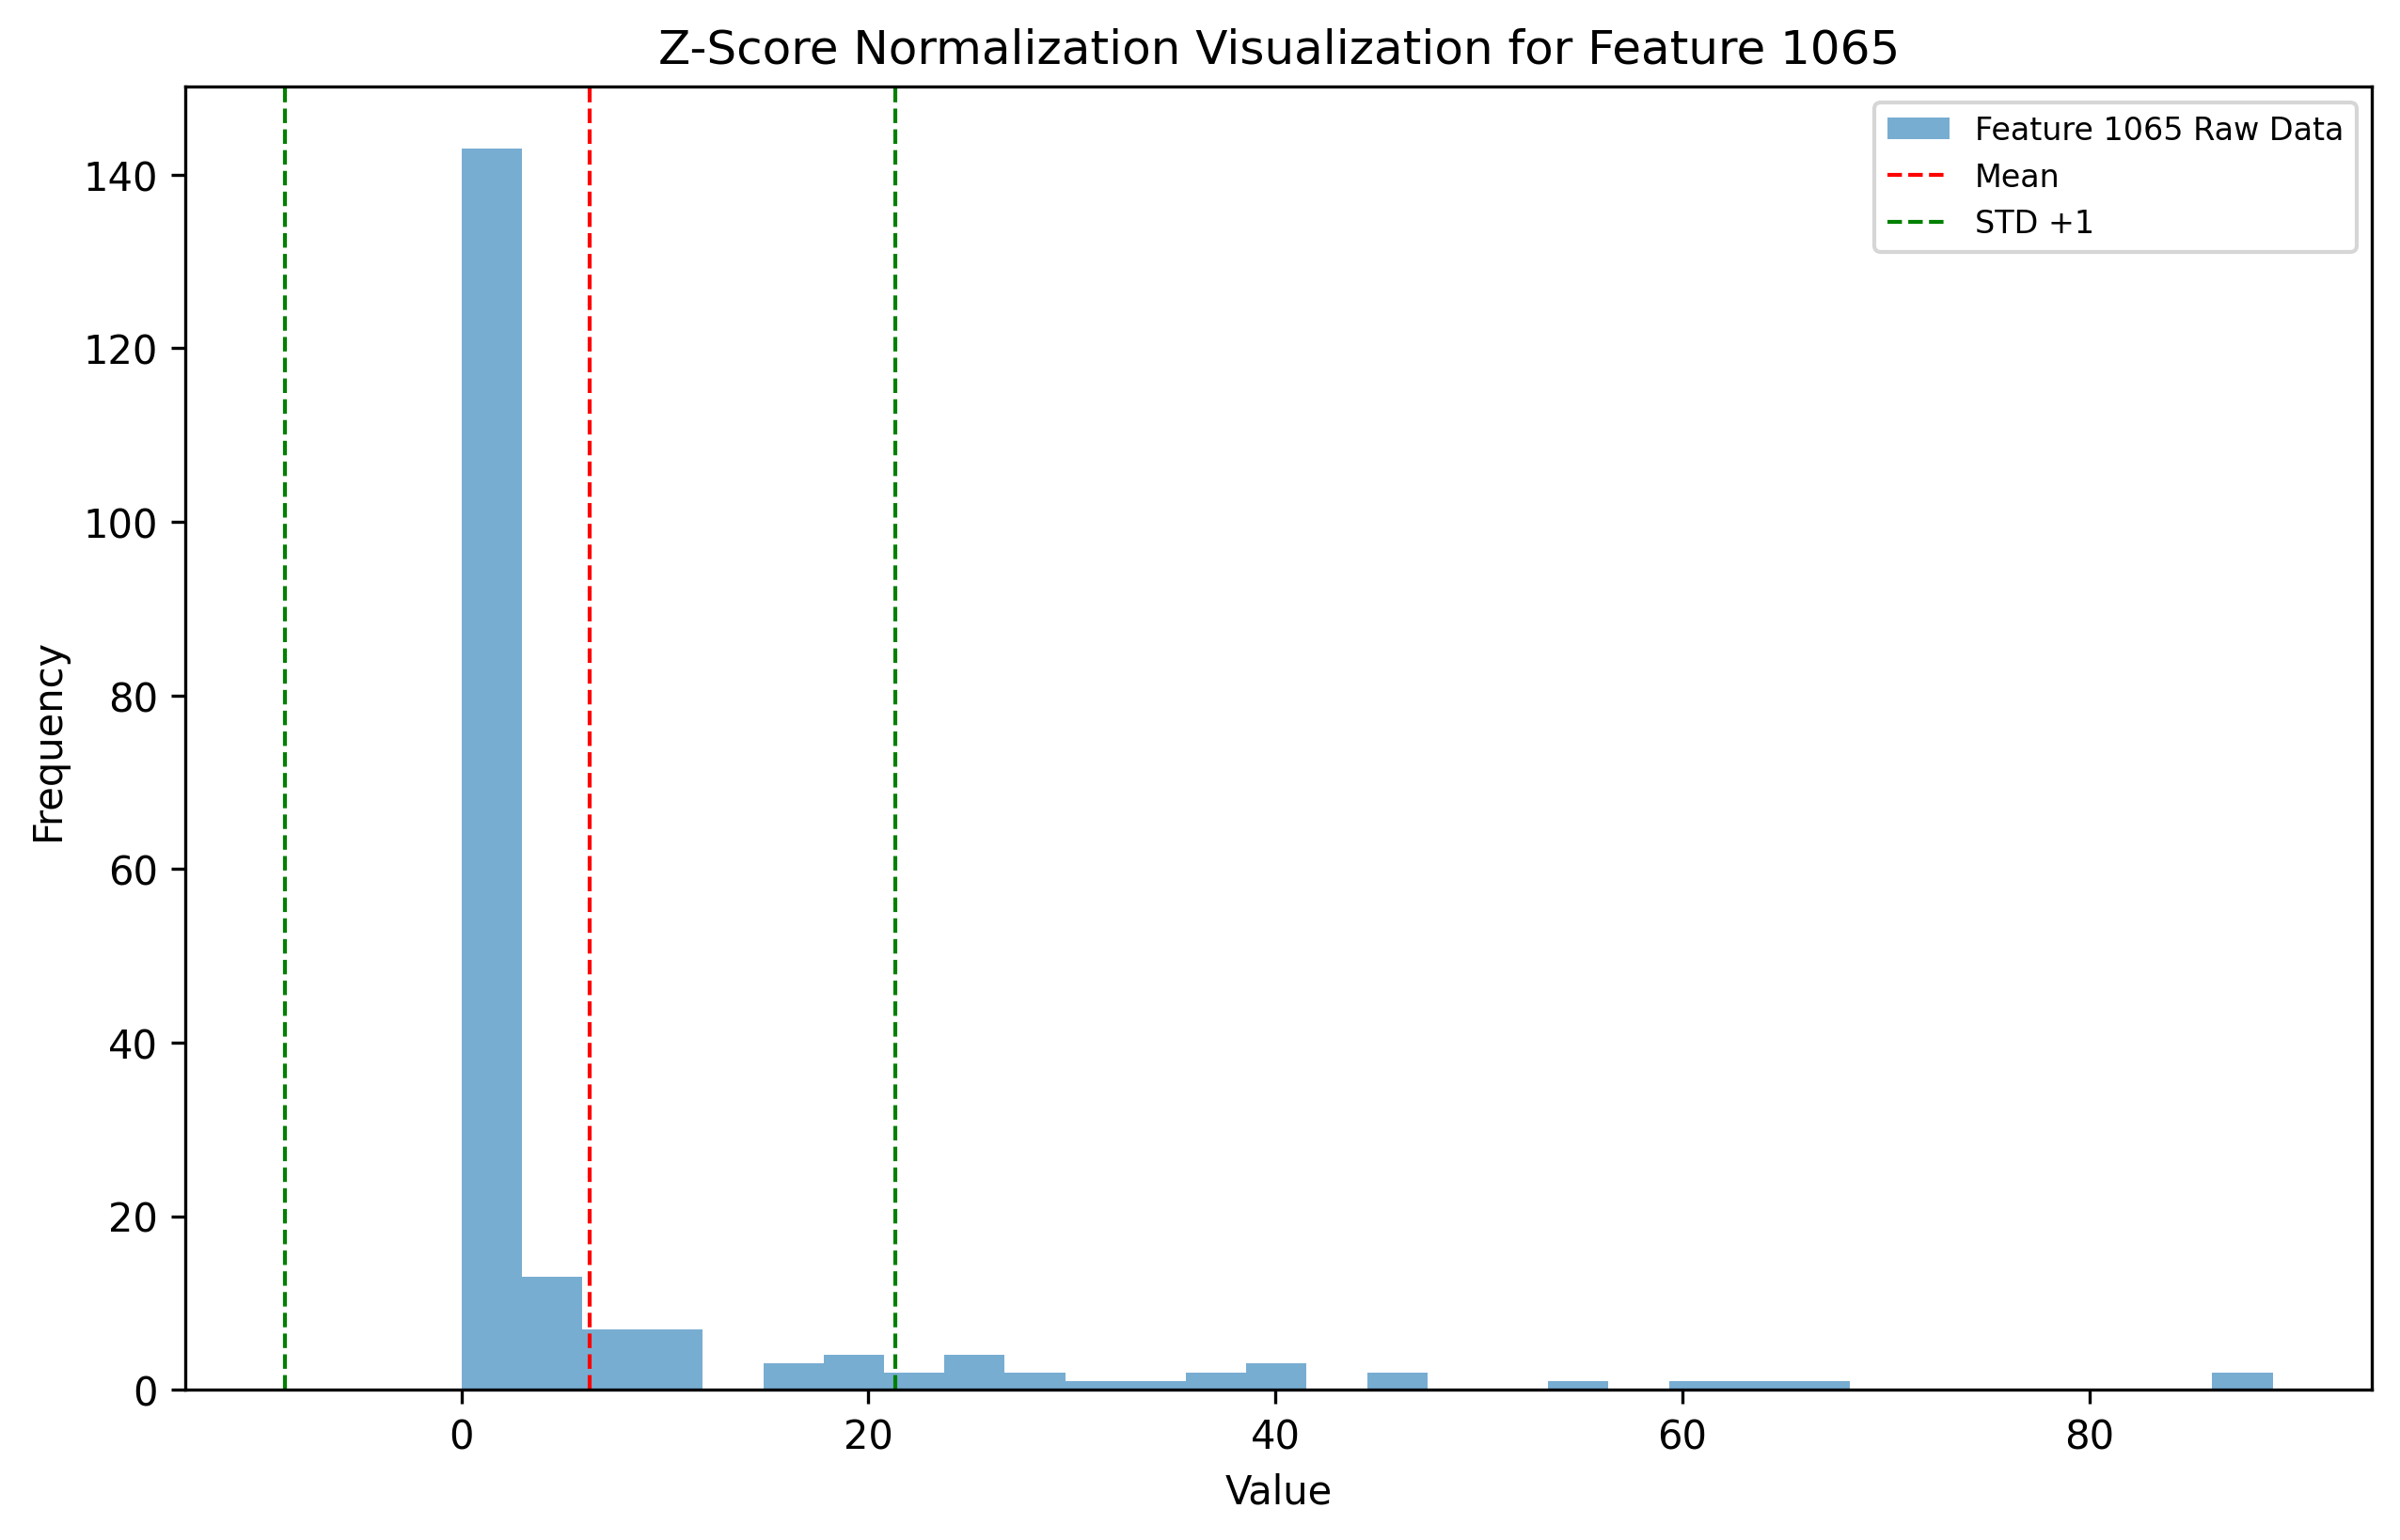 Z-Score Normalization Visualization for Feature 1065
Feature 1065 Raw Data
Mean
STD +1
Frequency
140
120
100
80
60
40
20
0
0 20 40 60 80
Value